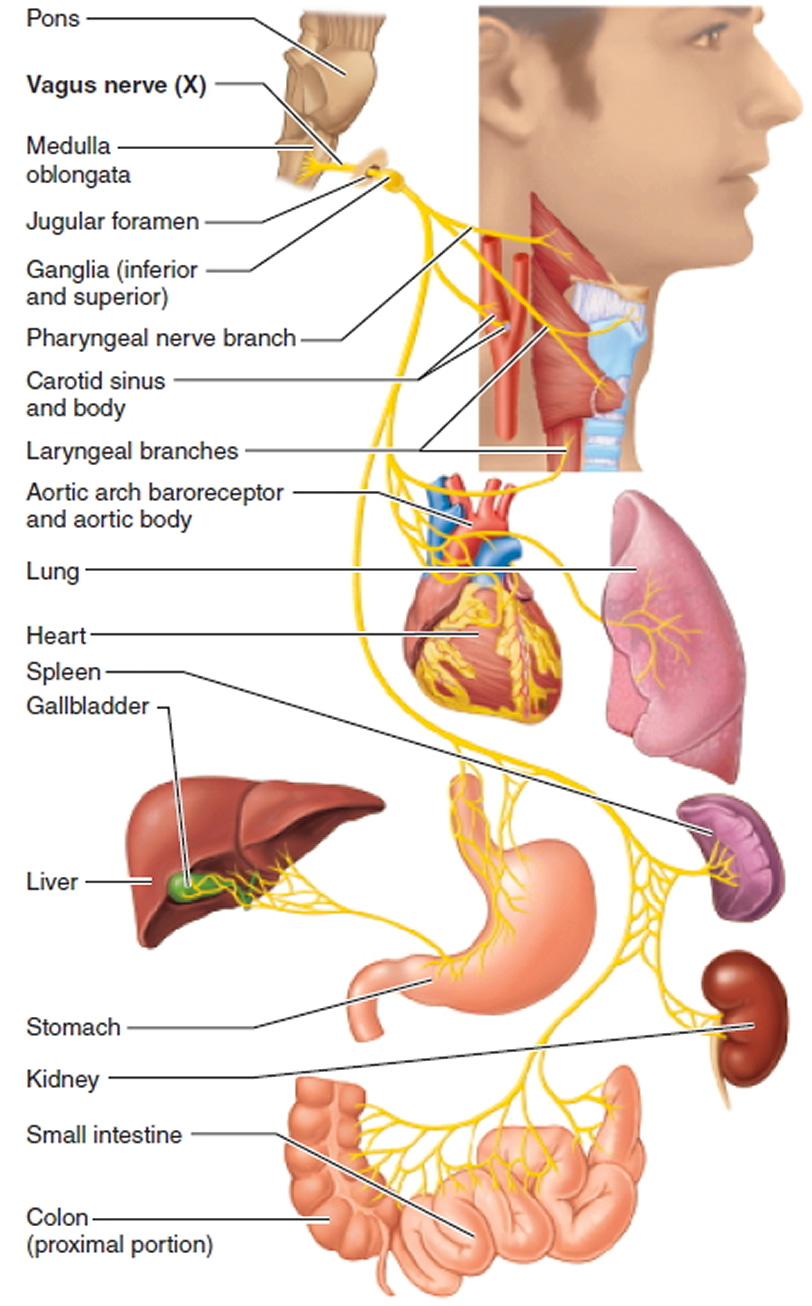 Pons
Vagus nerve (X)
Medulla
oblongata
Jugular foramen
Ganglia (inferior
and superior)
Pharyngeal nerve branch
Carotid sinus
and body
Laryngeal branches
Aortic arch baroreceptor
and aortic body
Lung
Heart
Spleen
Gallbladder
Liver
Stomach
Kidney
Small intestine
Colon
(proximal portion)